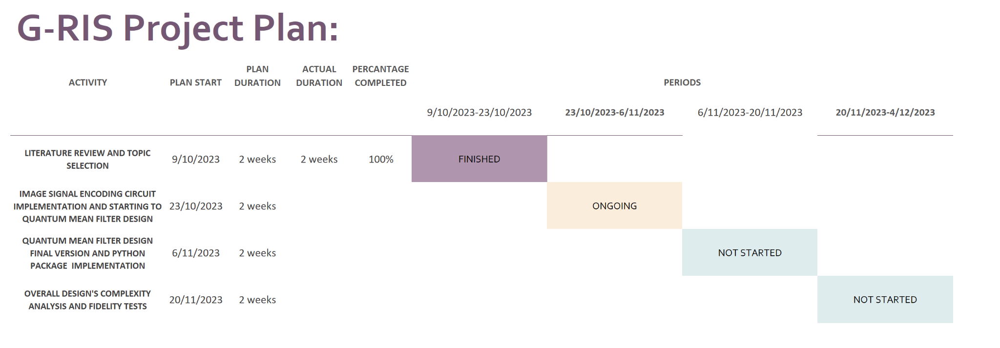 G-RIS Project Plan:
ACTIVITY
PLAN START
PLAN
DURATION
ACTUAL
DURATION
PERCANTAGE
COMPLETED
PERIODS
9/10/2023-23/10/2023
23/10/2023-6/11/2023
6/11/2023-20/11/2023
20/11/2023-4/12/2023
LITERATURE REVIEW AND TOPIC
SELECTION
9/10/2023
2 weeks
2 weeks
100%
FINISHED
IMAGE SIGNAL ENCODING CIRCUIT
IMPLEMENTATION AND STARTING TO
QUANTUM MEAN FILTER DESIGN
23/10/2023
2 weeks
ONGOING
QUANTUM MEAN FILTER DESIGN
FINAL VERSION AND PYTHON
PACKAGE  IMPLEMENTATION
6/11/2023
2 weeks
NOT STARTED
OVERALL DESIGN'S COMPLEXITY
ANALYSIS AND FIDELITY TESTS
20/11/2023
2 weeks
NOT STARTED